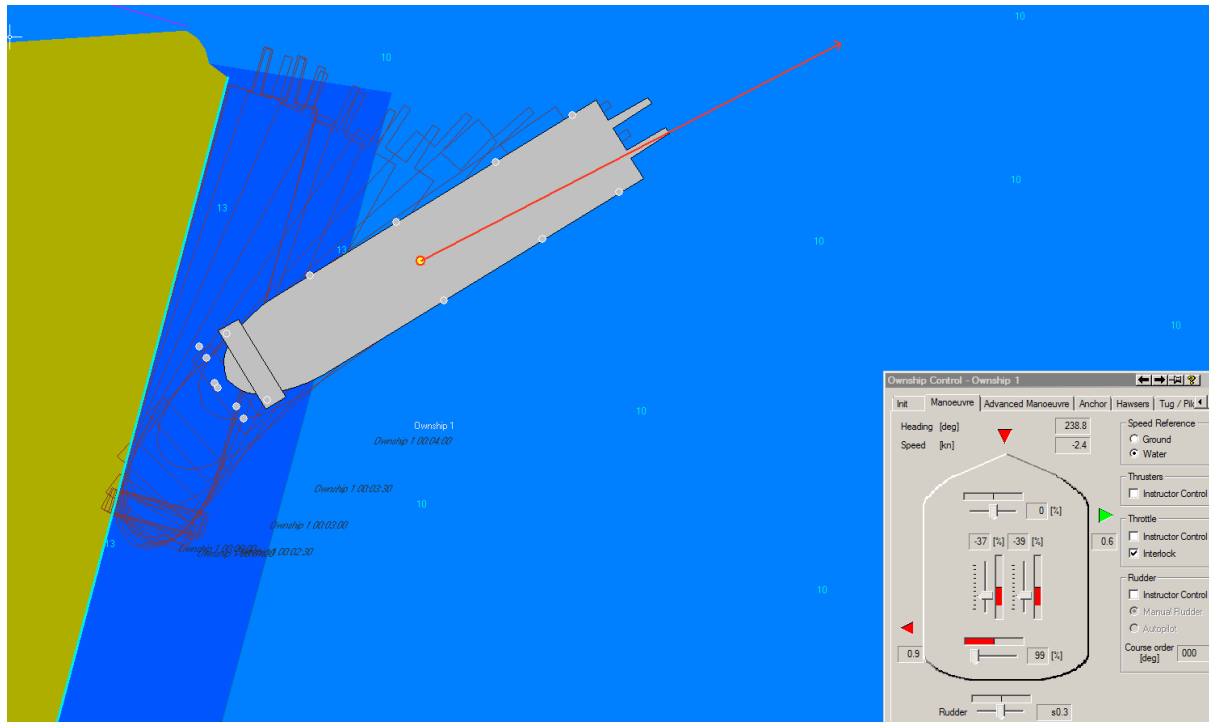 10
10
13
13
10
10
10
10
Ownship 1
Ownship 1 00:04:00
Ownship 1 00:03:30
10
Ownship 1 00:03:00
13
10
Ownship Control - Ownship 1
Init Manoeuvre Advanced Manoeuvre Anchor Hawsers Tug / Pil
Heading [deg] 238.8
Speed [kn] -2.4
Speed Reference
Ground
Water
Thrusters
Instructor Control
0 [%]
Throttle
Instructor Control
Interlock
-37 [%] -39 [%]
0.6
Rudder
Instructor Control
Manual Rudder
Autopilot
Course order [deg] 000
0.9
99 [%]
Rudder s0.3